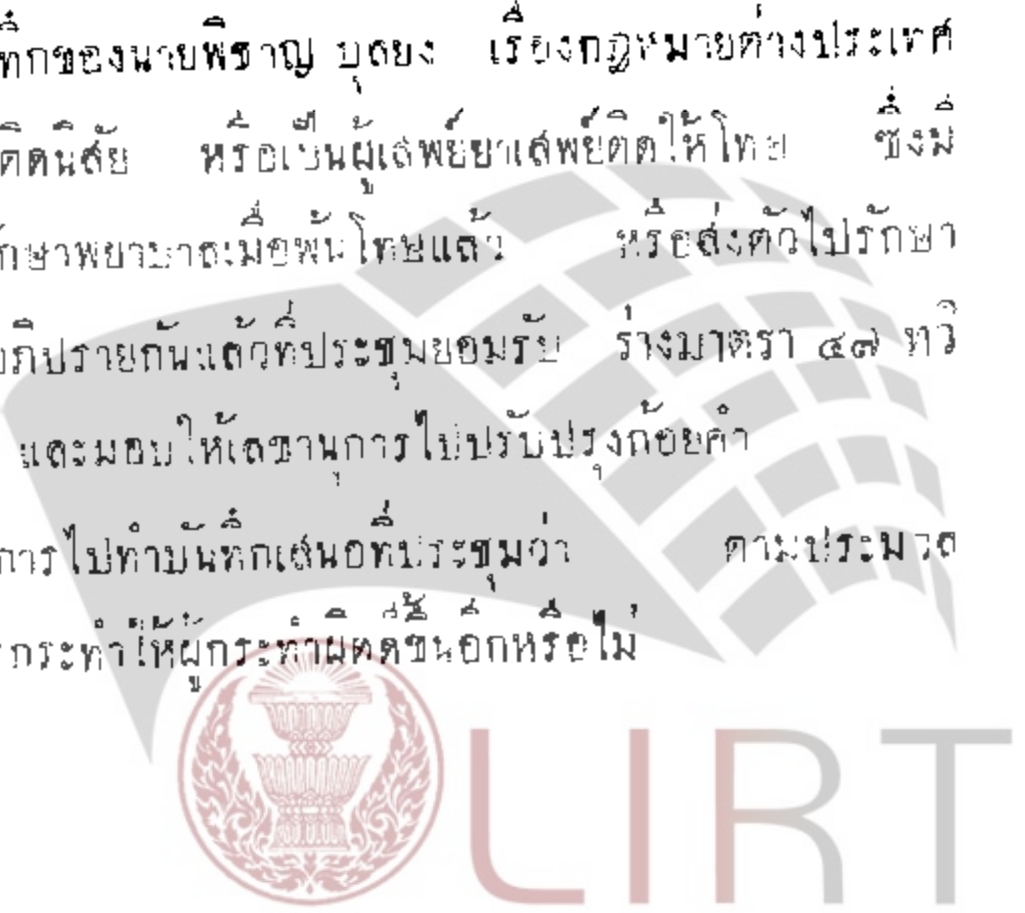 ทึกของนายพิชาญ บุลยง เรื่องกฎหมายต่างประเทศ
ติดนิสัย หรือเป็นผู้เสพย์ยาเสพย์ติดให้โทษ ซึ่งมี
รักษาพยาบาลเมื่อพ้นโทษแล้ว หรือส่งตัวไปรักษา
อภิปรายกันแล้วที่ประชุมยอมรับ ร่างมาตรา ๔๗ ทวิ
และมอบให้เลขานุการไปปรับปรุงถ้อยคำ
การไปทำบันทึกเสนอที่ประชุมว่า ตามประมวล
กระทำให้ผู้กระทำผิดดีขึ้นอีกหรือไม่
LIRT